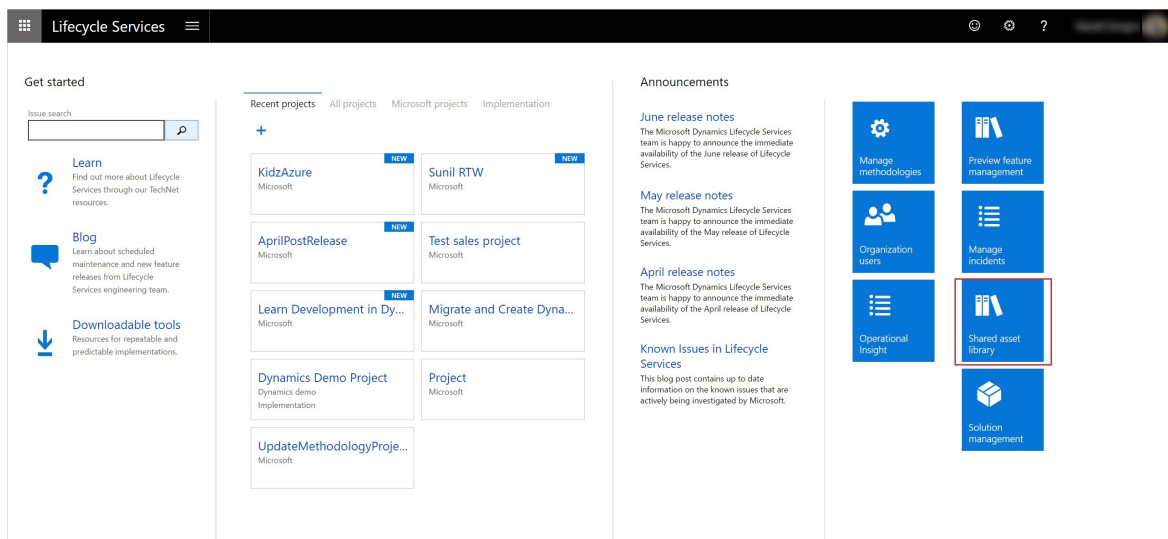 Lifecycle Services
?
Get started
Issue search
Learn
Find out more about Lifecycle
Services through our TechNet
resources.
Blog
Learn about scheduled
maintenance and new feature
releases from Lifecycle
Services engineering team.
Downloadable tools
Resources for repeatable and
predictable implementations.
Recent projects
All projects
Microsoft projects
Implementation
+
NEW
KidzAzure
Microsoft
NEW
Sunil RTW
Microsoft
NEW
AprilPostRelease
Microsoft
Test sales project
Microsoft
NEW
Learn Development in Dy...
Microsoft
Migrate and Create Dyna...
Microsoft
Dynamics Demo Project
Dynamics demo
Implementation
Project
Microsoft
UpdateMethodologyProje...
Microsoft
Announcements
June release notes
The Microsoft Dynamics Lifecycle Services
team is happy to announce the immediate
availability of the June release of Lifecycle
Services.
May release notes
The Microsoft Dynamics Lifecycle Services
team is happy to announce the immediate
availability of the May release of Lifecycle
Services.
April release notes
The Microsoft Dynamics Lifecycle Services
team is happy to announce the immediate
availability of the April release of Lifecycle
Services.
Known Issues in Lifecycle
Services
This blog post contains up to date
information on the known issues that are
actively being investigated by Microsoft.
Manage
methodologies
Preview feature
management
Organization
users
Manage
incidents
Operational
Insight
Shared asset
library
Solution
management